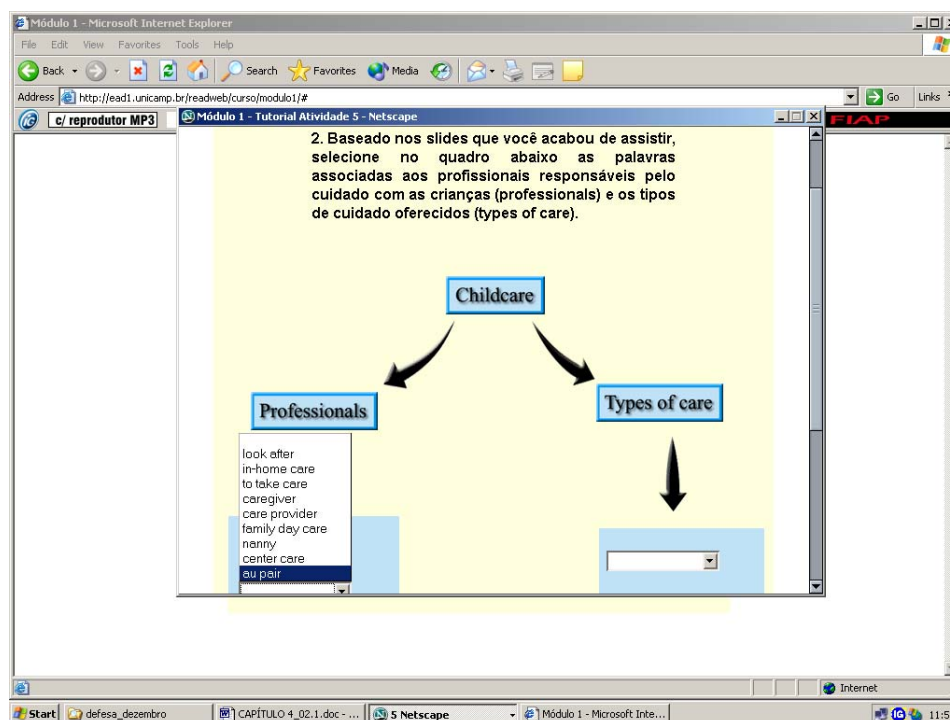 Módulo 1 - Microsoft Internet Explorer
File Edit View Favorites Tools Help
Back Search Favorites Media
Address http://ead1.unicamp.br/readweb/curso/modulo1/# Go Links
c/ reprodutor MP3 FIAP
Módulo 1 - Tutorial Atividade 5 - Netscape
2. Baseado nos slides que você acabou de assistir,
selecione no quadro abaixo as palavras
associadas aos profissionais responsáveis pelo
cuidado com as crianças (professionals) e os tipos
de cuidado oferecidos (types of care).
Childcare
Professionals
Types of care
look after
in-home care
to take care
caregiver
care provider
family day care
nanny
center care
au pair
Internet
Start defesa_dezembro CAPÍTULO 4_02.1.doc - ... 5 Netscape Módulo 1 - Microsoft Inte...